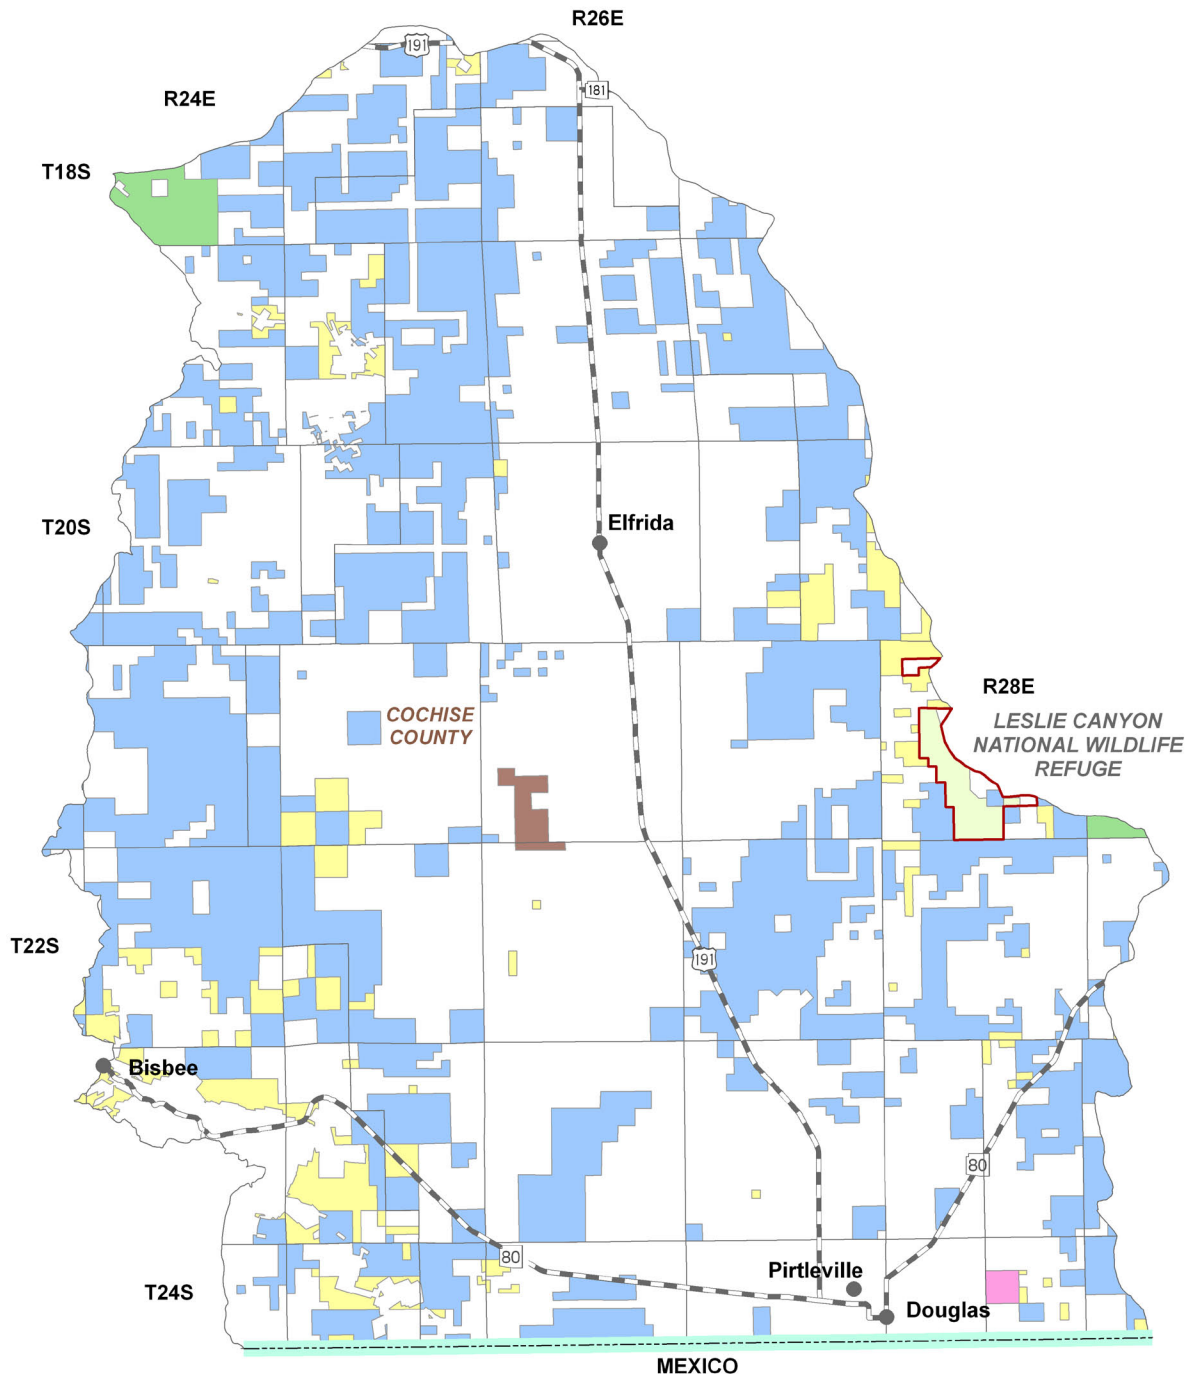 R26E
191
181
R24E
T18S
T20S
Elfrida
R28E
COCHISE
COUNTY
LESLIE CANYON
NATIONAL WILDLIFE
REFUGE
T22S
191
Bisbee
80
80
Pirtleville
T24S
Douglas
MEXICO